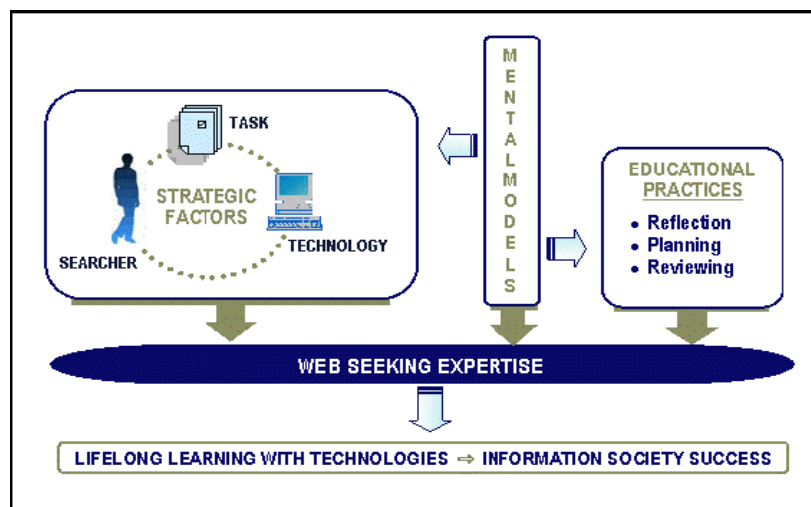 TASK
STRATEGIC
FACTORS
TECHNOLOGY
SEARCHER
MENTALMODELS
EDUCATIONAL
PRACTICES
• Reflection
• Planning
• Reviewing
WEB SEEKING EXPERTISE
LIFELONG LEARNING WITH TECHNOLOGIES ⇒ INFORMATION SOCIETY SUCCESS